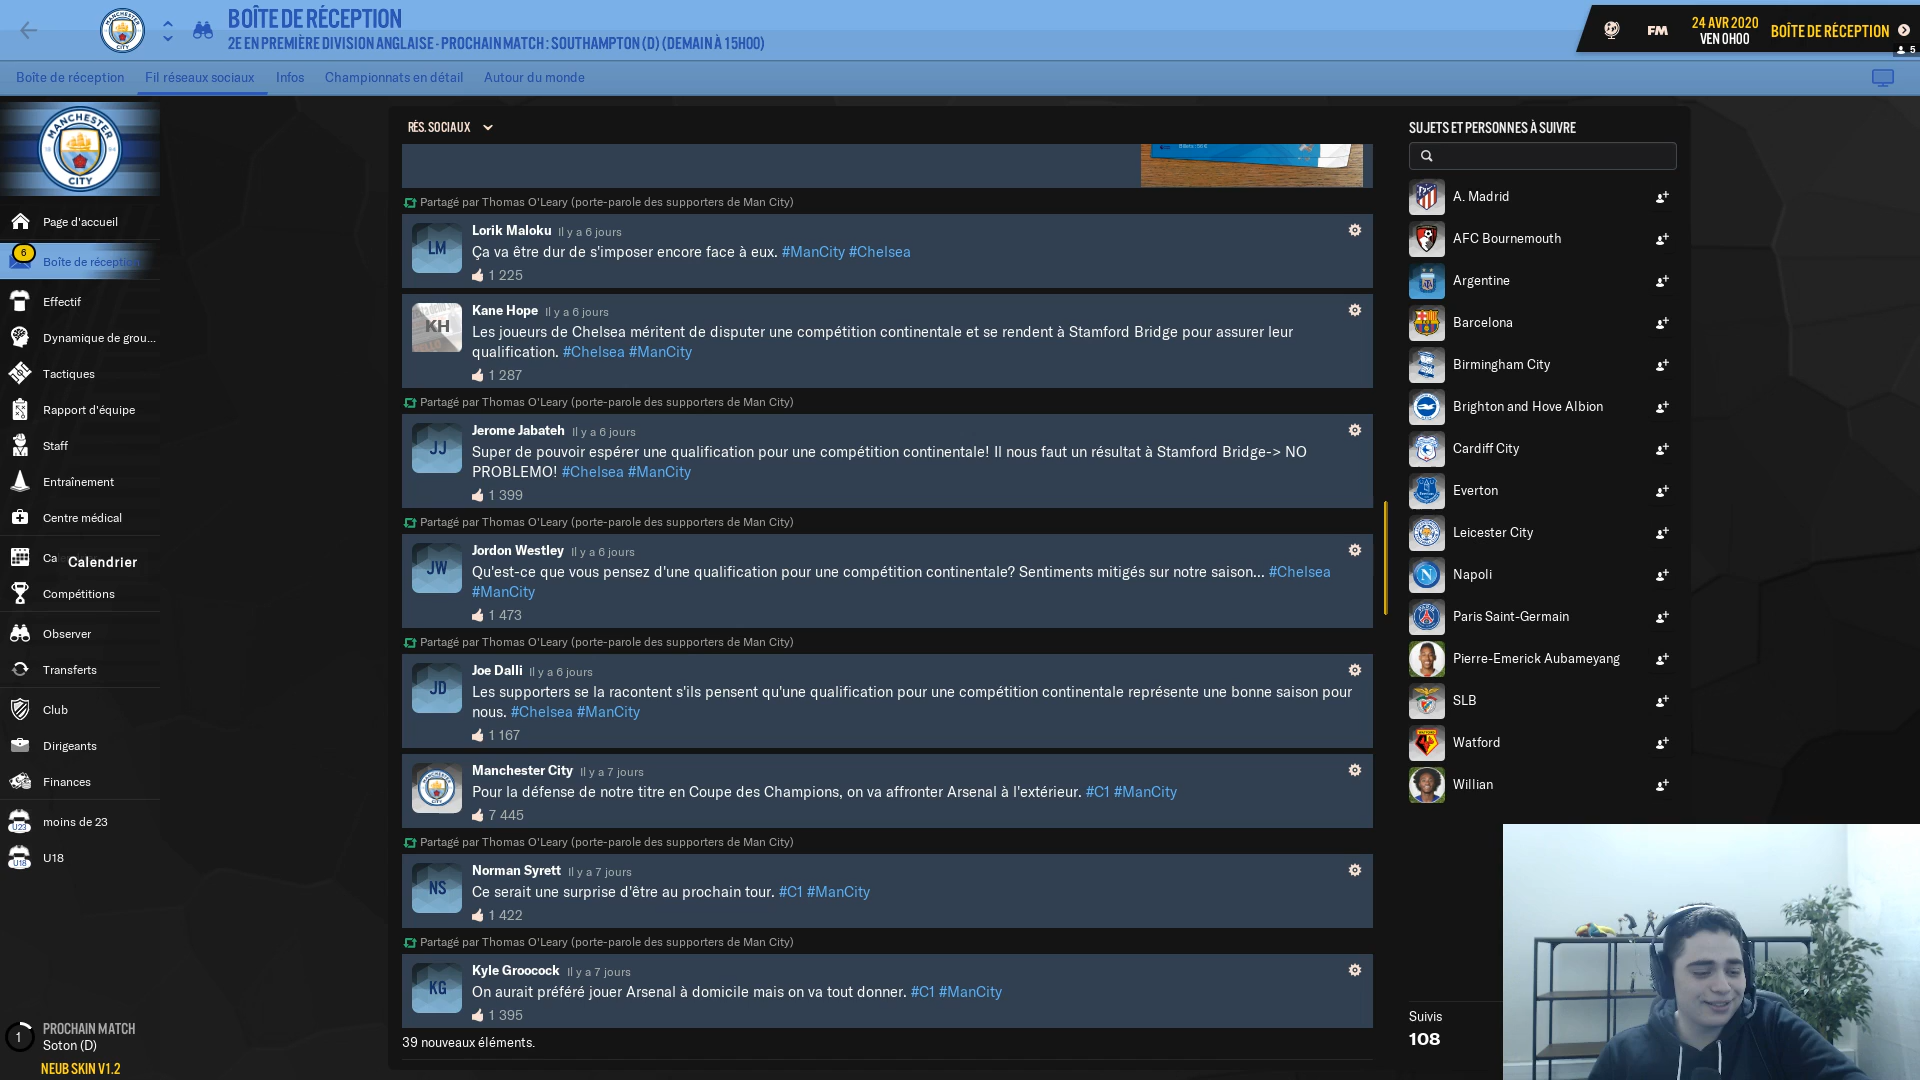 BOÎTE DE RÉCEPTION
2E EN PREMIÈRE DIVISION ANGLAISE - PROCHAIN MATCH : SOUTHAMPTON (D) (DEMAIN À 15H00)
FM
24 AVR 2020
VEN 0H00
BOÎTE DE RÉCEPTION
5
Boîte de réception
Fil réseaux sociaux
Infos
Championnats en détail
Autour du monde
MANCHESTER
CITY
Page d'accueil
6
Boîte de réception
Effectif
Dynamique de grou...
Tactiques
Rapport d'équipe
Staff
Entraînement
Centre médical
Ca
Calendrier
Compétitions
Observer
Transferts
Club
Dirigeants
Finances
U23
moins de 23
U18
U18
1
PROCHAIN MATCH
Soton (D)
NEUB SKIN V1.2
RÉS. SOCIAUX
Partagé par Thomas O'Leary (porte-parole des supporters de Man City)
LM
Lorik Maloku Il y a 6 jours
Ça va être dur de s'imposer encore face à eux. #ManCity #Chelsea
1 225
KH
Kane Hope Il y a 6 jours
Les joueurs de Chelsea méritent de disputer une compétition continentale et se rendent à Stamford Bridge pour assurer leur
qualification. #Chelsea #ManCity
1 287
Partagé par Thomas O'Leary (porte-parole des supporters de Man City)
JJ
Jerome Jabateh Il y a 6 jours
Super de pouvoir espérer une qualification pour une compétition continentale! Il nous faut un résultat à Stamford Bridge-> NO
PROBLEMO! #Chelsea #ManCity
1 399
Partagé par Thomas O'Leary (porte-parole des supporters de Man City)
JW
Jordon Westley Il y a 6 jours
Qu'est-ce que vous pensez d'une qualification pour une compétition continentale? Sentiments mitigés sur notre saison... #Chelsea
#ManCity
1 473
Partagé par Thomas O'Leary (porte-parole des supporters de Man City)
JD
Joe Dalli Il y a 6 jours
Les supporters se la racontent s'ils pensent qu'une qualification pour une compétition continentale représente une bonne saison pour
nous. #Chelsea #ManCity
1 167
Manchester City Il y a 7 jours
Pour la défense de notre titre en Coupe des Champions, on va affronter Arsenal à l'extérieur. #C1 #ManCity
7 445
Partagé par Thomas O'Leary (porte-parole des supporters de Man City)
NS
Norman Syrett Il y a 7 jours
Ce serait une surprise d'être au prochain tour. #C1 #ManCity
1 422
Partagé par Thomas O'Leary (porte-parole des supporters de Man City)
KG
Kyle Groocock Il y a 7 jours
On aurait préféré jouer Arsenal à domicile mais on va tout donner. #C1 #ManCity
1 395
39 nouveaux éléments.
SUJETS ET PERSONNES À SUIVRE
A. Madrid
AFC Bournemouth
Argentine
Barcelona
Birmingham City
Brighton and Hove Albion
Cardiff City
Everton
Leicester City
Napoli
Paris Saint-Germain
Pierre-Emerick Aubameyang
SLB
Watford
Willian
Suivis
108